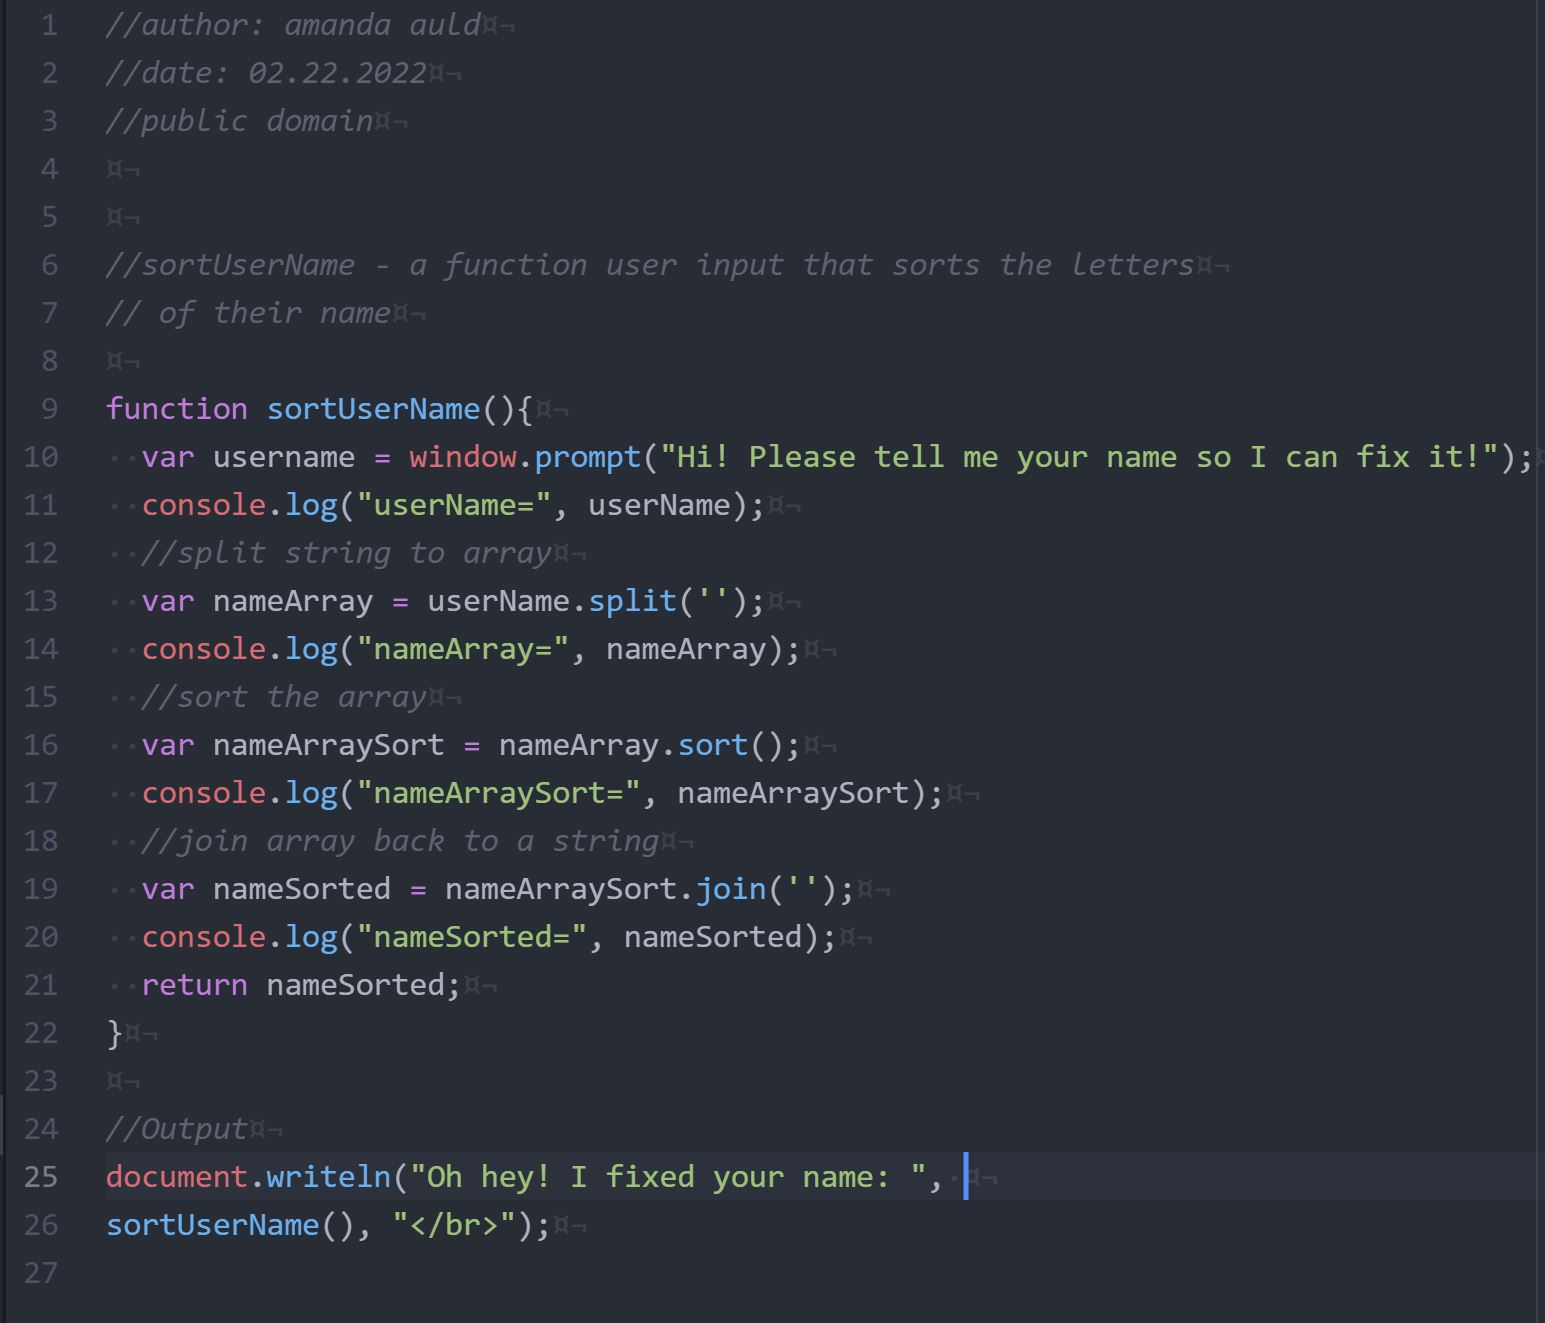 1 //author: amanda auld¤¬
2 //date: 02.22.2022¤¬
3 //public domain¤¬
4 ¤¬
5 ¤¬
6 //sortUserName - a function user input that sorts the letters¤¬
7 // of their name¤¬
8 ¤¬
9 function sortUserName(){¤¬
10 ··var username = window.prompt("Hi! Please tell me your name so I can fix it!");
11 ··console.log("userName=", userName);¤¬
12 ··//split string to array¤¬
13 ··var nameArray = userName.split('');¤¬
14 ··console.log("nameArray=", nameArray);¤¬
15 ··//sort the array¤¬
16 ··var nameArraySort = nameArray.sort();¤¬
17 ··console.log("nameArraySort=", nameArraySort);¤¬
18 ··//join array back to a string¤¬
19 ··var nameSorted = nameArraySort.join('');¤¬
20 ··console.log("nameSorted=", nameSorted);¤¬
21 ··return nameSorted;¤¬
22 }¤¬
23 ¤¬
24 //Output¤¬
25 document.writeln("Oh hey! I fixed your name: ",·¤¬
26 sortUserName(), "</br>");¤¬
27